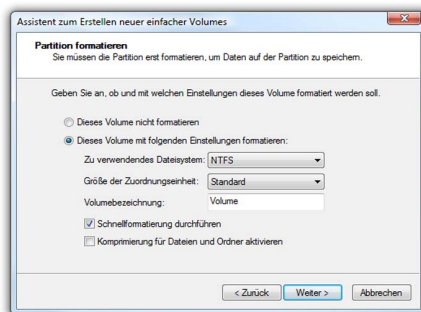 Assistent zum Erstellen neuer einfacher Volumes
Partition formatieren
Sie müssen die Partition erst formatieren, um Daten auf der Partition zu speichern.
Geben Sie an, ob und mit welchen Einstellungen dieses Volume formatiert werden soll.
Dieses Volume nicht formatieren
Dieses Volume mit folgenden Einstellungen formatieren:
Zu verwendendes Dateisystem: NTFS
Größe der Zuordnungseinheit: Standard
Volumebezeichnung: Volume
Schnellformatierung durchführen
Komprimierung für Dateien und Ordner aktivieren
< Zurück Weiter > Abbrechen